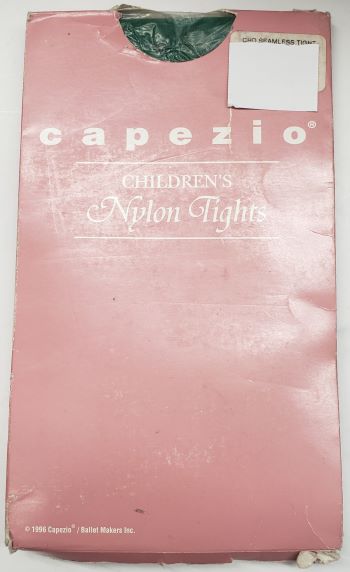 CHD SEAMLESS TIGHT
capezio®
CHILDREN'S
Nylon Tights
© 1996 Capezio® / Ballet Makers Inc.